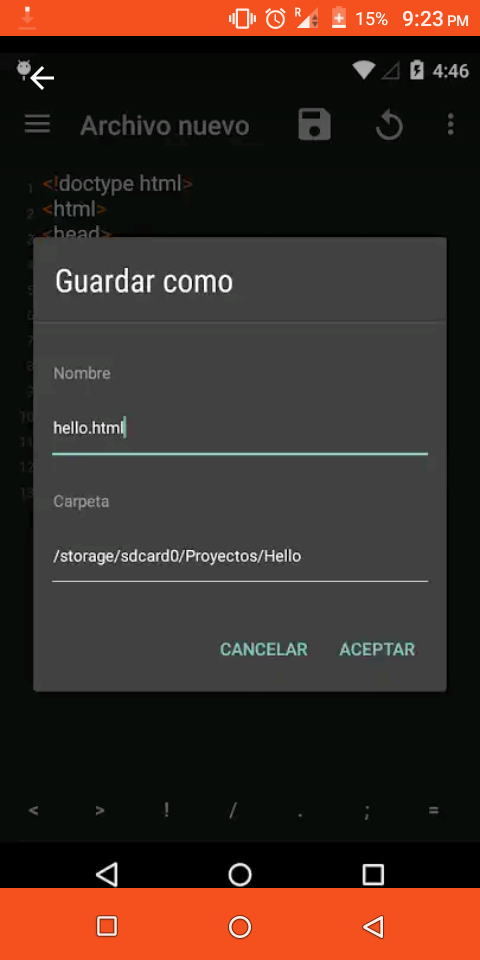 R 15% 9:23 PM
4:46
Archivo nuevo
1 <!doctype html>
2 <html>
3 <head>
Guardar como
Nombre
hello.html
Carpeta
/storage/sdcard0/Proyectos/Hello
CANCELAR ACEPTAR
< > ! / . ; =